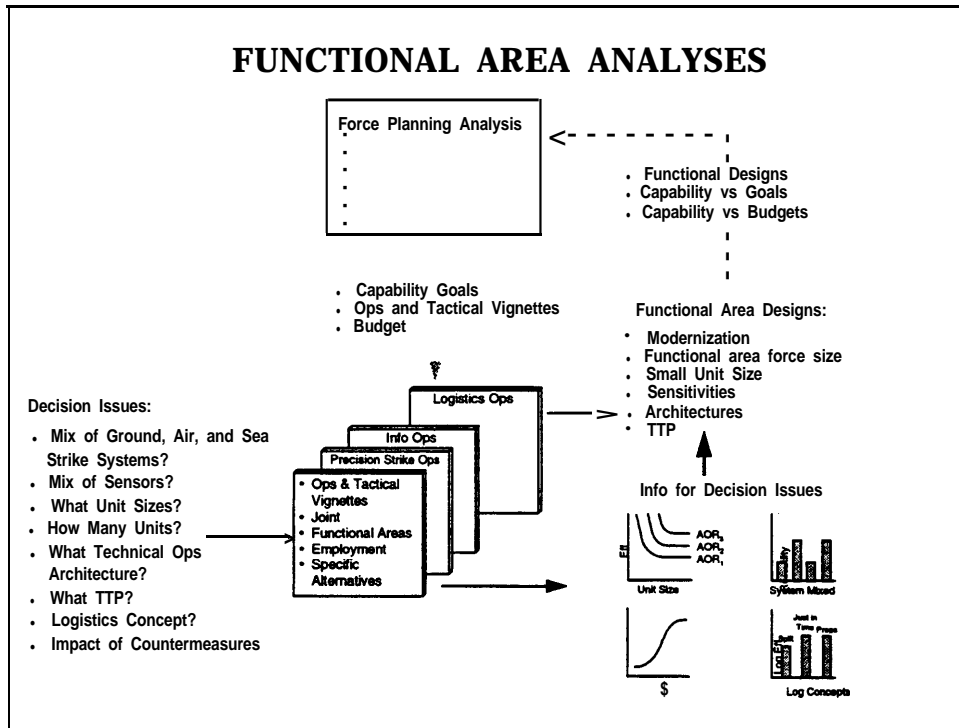 FUNCTIONAL AREA ANALYSES
Force Planning Analysis
Functional Designs
Capability vs Goals
Capability vs Budgets
Capability Goals
Ops and Tactical Vignettes
Budget
Functional Area Designs:
Modernization
Functional area force size
Small Unit Size
Sensitivities
Architectures
TTP
Decision Issues:
Mix of Ground, Air, and Sea
Strike Systems?
Mix of Sensors?
What Unit Sizes?
How Many Units?
What Technical Ops
Architecture?
What TTP?
Logistics Concept?
Impact of Countermeasures
Logistics Ops
Info Ops
Precision Strike Ops
Ops & Tactical
Vignettes
Joint
Functional Areas
Employment
Specific
Alternatives
Info for Decision Issues
Eff
AOR₃
AOR₂
AOR₁
Unit Size
System Mixed
$
Log Eff
Just in
Time
Log Concepts